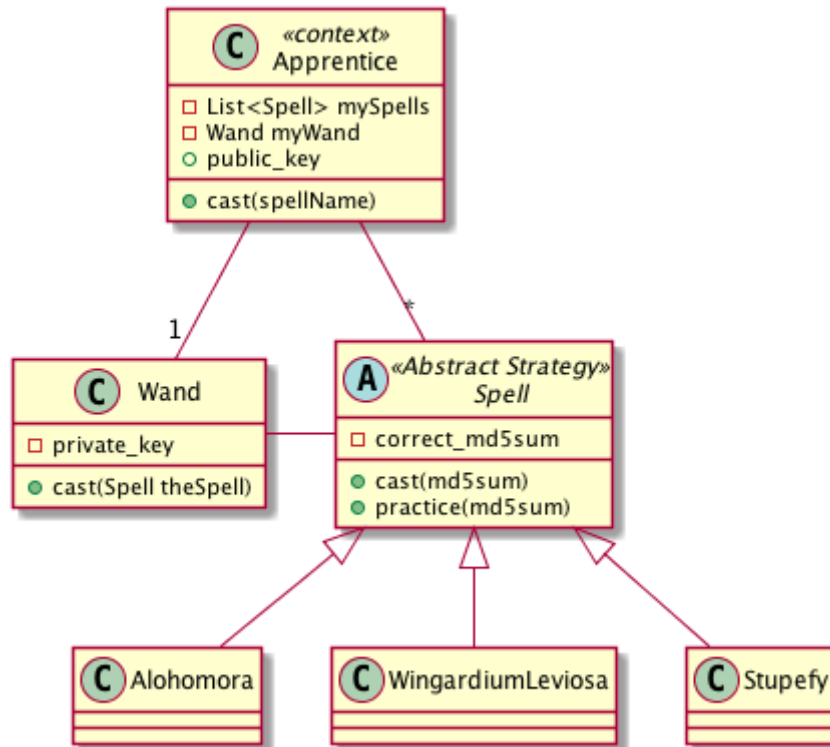 C «context»
Apprentice
List<Spell> mySpells
Wand myWand
public_key
cast(spellName)
1
*
C Wand
private_key
cast(Spell theSpell)
A «Abstract Strategy»
Spell
correct_md5sum
cast(md5sum)
practice(md5sum)
C Alohomora
C WingardiumLeviosa
C Stupefy